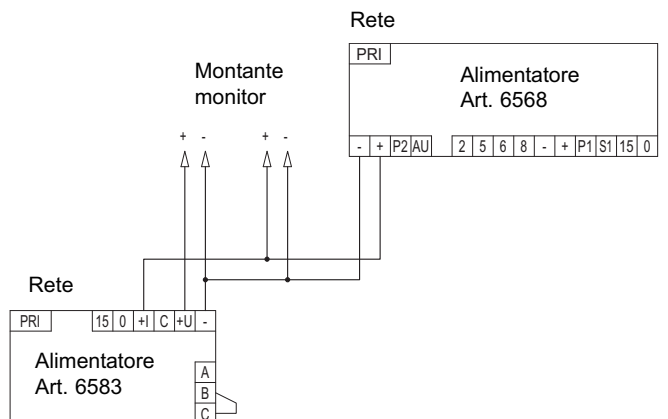 Rete
PRI
Alimentatore
Art. 6568
- + P2 AU 2 5 6 8 - + P1 S1 15 0
Montante
monitor
+ - + -
Rete
PRI 15 0 +I C +U -
Alimentatore
Art. 6583
A
B
C